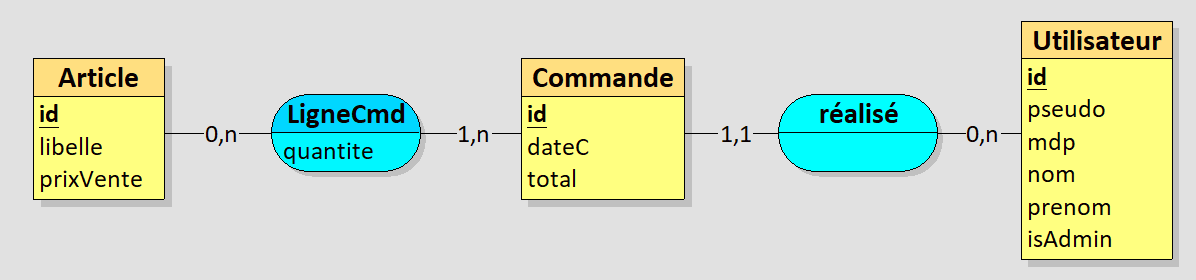 Article
id
libelle
prixVente
0,n
LigneCmd
quantite
1,n
Commande
id
dateC
total
1,1
réalisé
0,n
Utilisateur
id
pseudo
mdp
nom
prenom
isAdmin